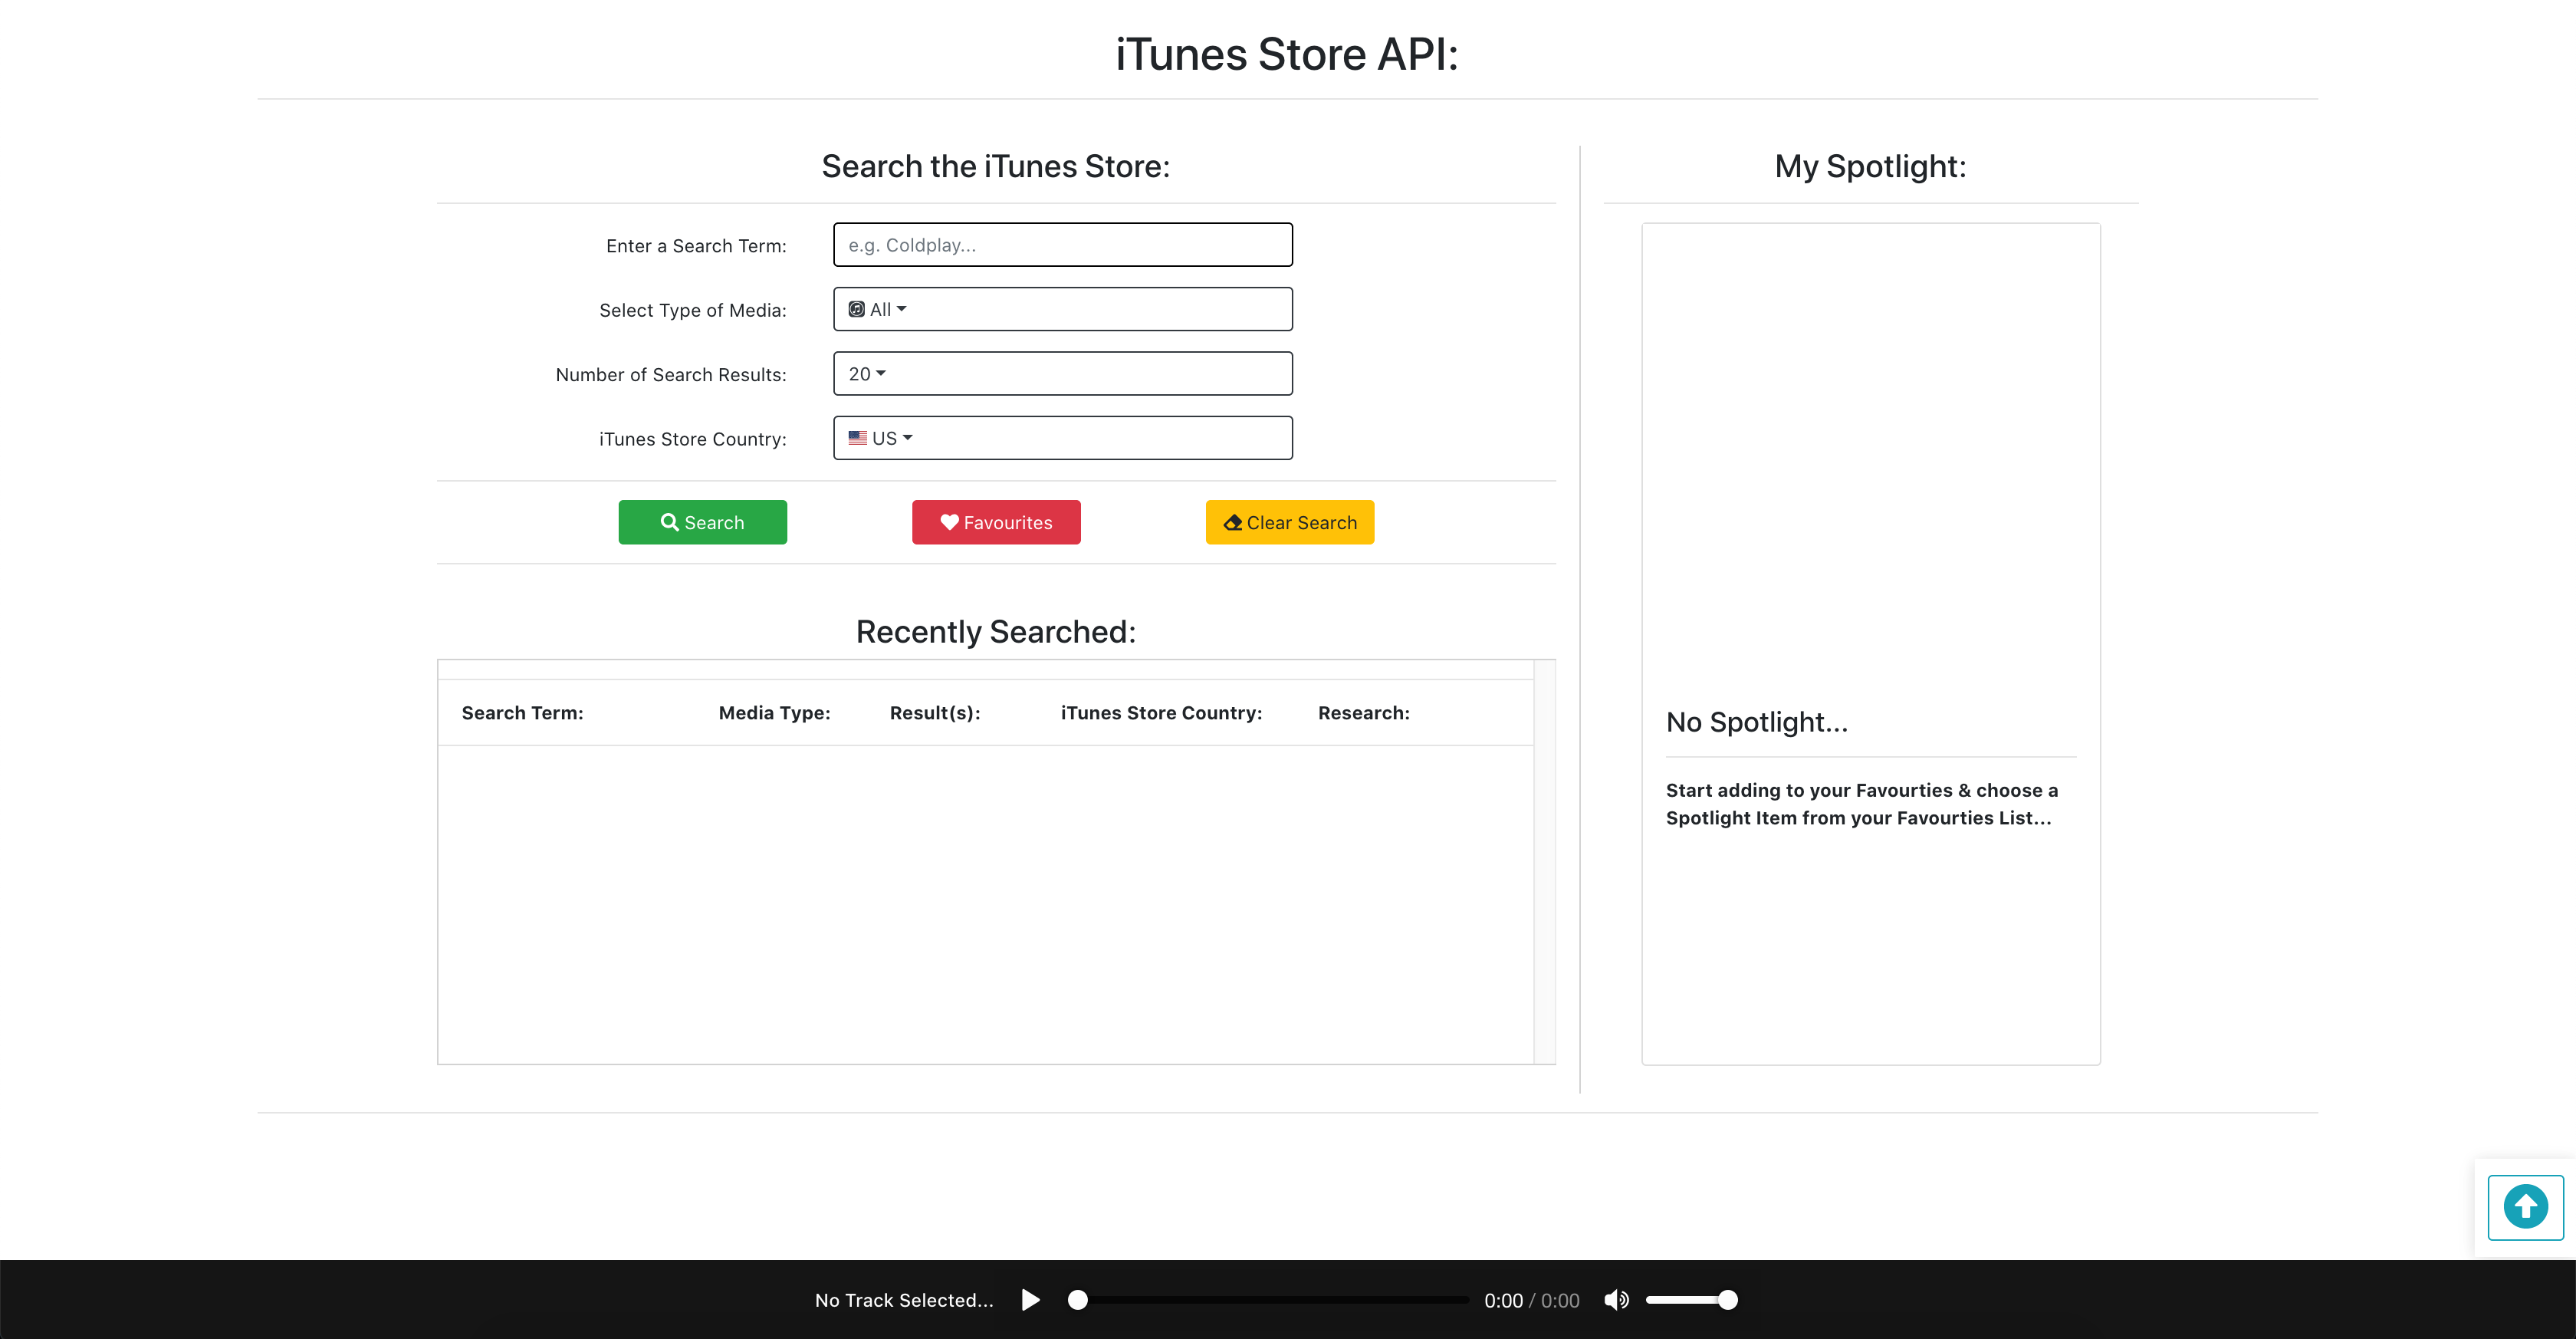 iTunes Store API:
Search the iTunes Store:
Enter a Search Term:
e.g. Coldplay...
Select Type of Media:
All
Number of Search Results:
20
iTunes Store Country:
US
Search
Favourites
Clear Search
Recently Searched:
Search Term: Media Type: Result(s): iTunes Store Country: Research:
My Spotlight:
No Spotlight...
Start adding to your Favourties & choose a
Spotlight Item from your Favourties List...
No Track Selected... 0:00 / 0:00